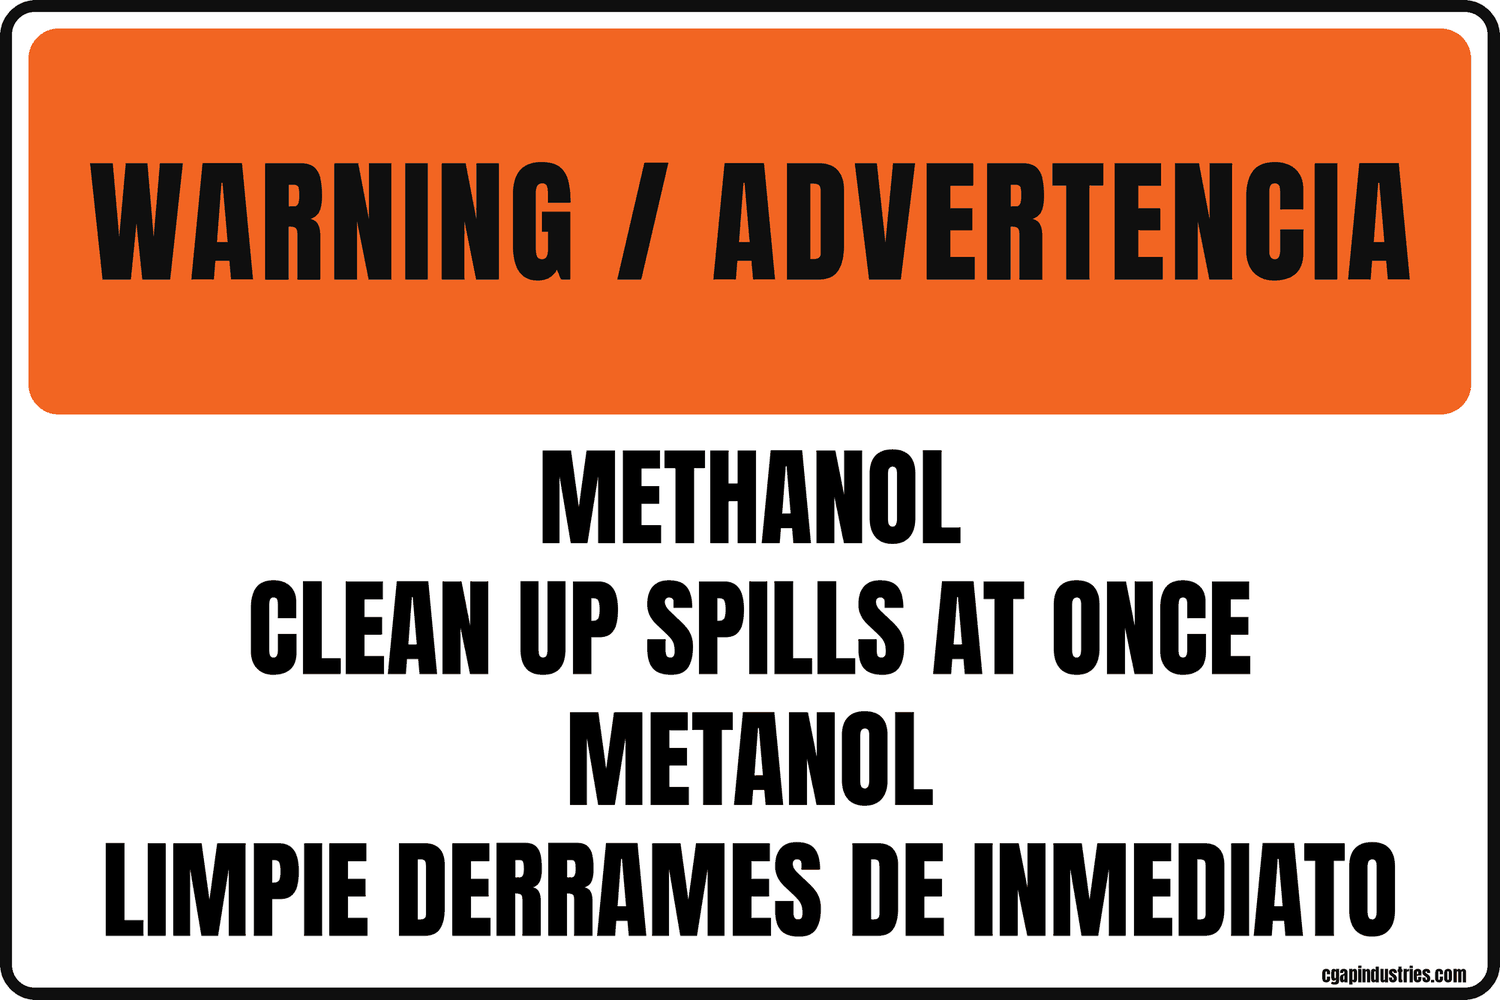 WARNING / ADVERTENCIA
METHANOL
CLEAN UP SPILLS AT ONCE
METANOL
LIMPIE DERRAMES DE INMEDIATO
cgapindustries.com